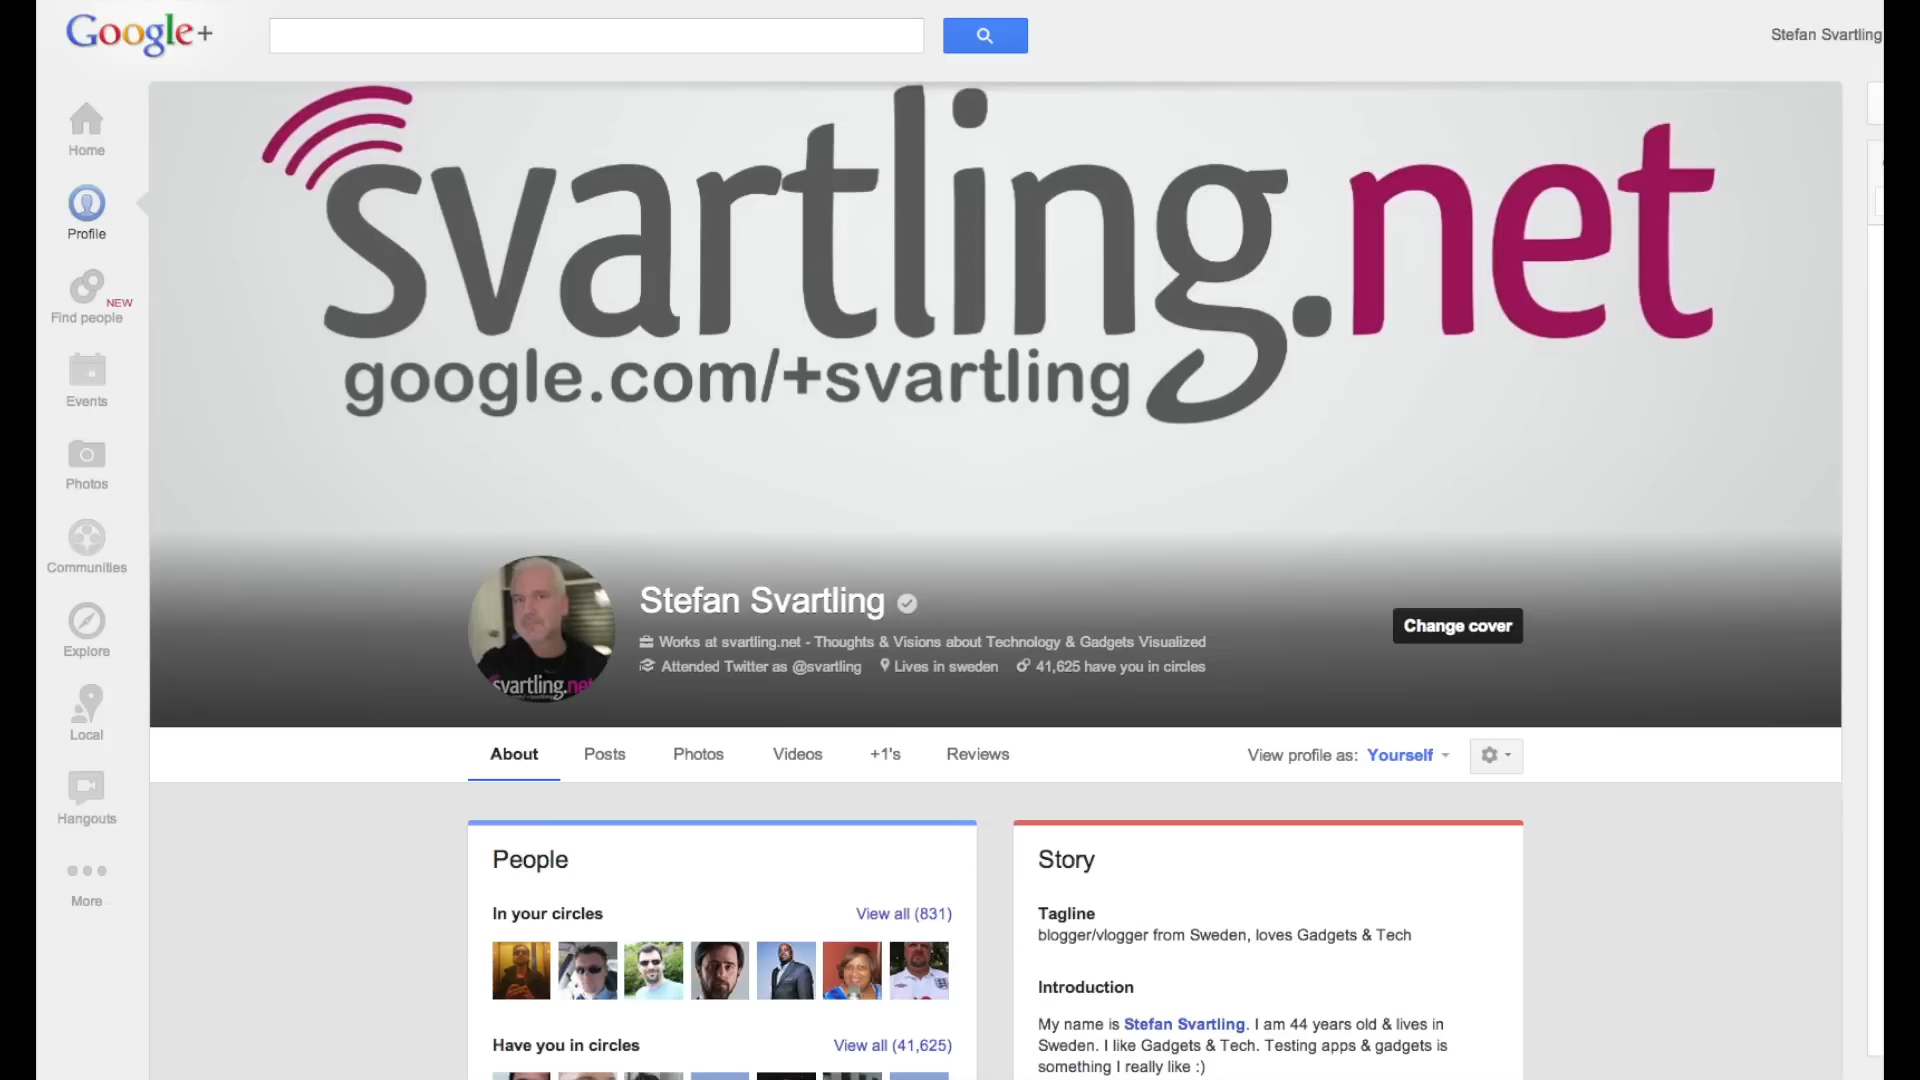 Google+
Stefan Svartling
Home
Profile
NEW
Find people
Events
Photos
Communities
Explore
Local
Hangouts
More
svartling.net
google.com/+svartling
svartling.net
Stefan Svartling
Works at svartling.net - Thoughts & Visions about Technology & Gadgets Visualized
Attended Twitter as @svartling Lives in sweden 41,625 have you in circles
Change cover
About Posts Photos Videos +1's Reviews
View profile as: Yourself
People
In your circles View all (831)
Have you in circles View all (41,625)
Story
Tagline
blogger/vlogger from Sweden, loves Gadgets & Tech
Introduction
My name is Stefan Svartling. I am 44 years old & lives in
Sweden. I like Gadgets & Tech. Testing apps & gadgets is
something I really like :)